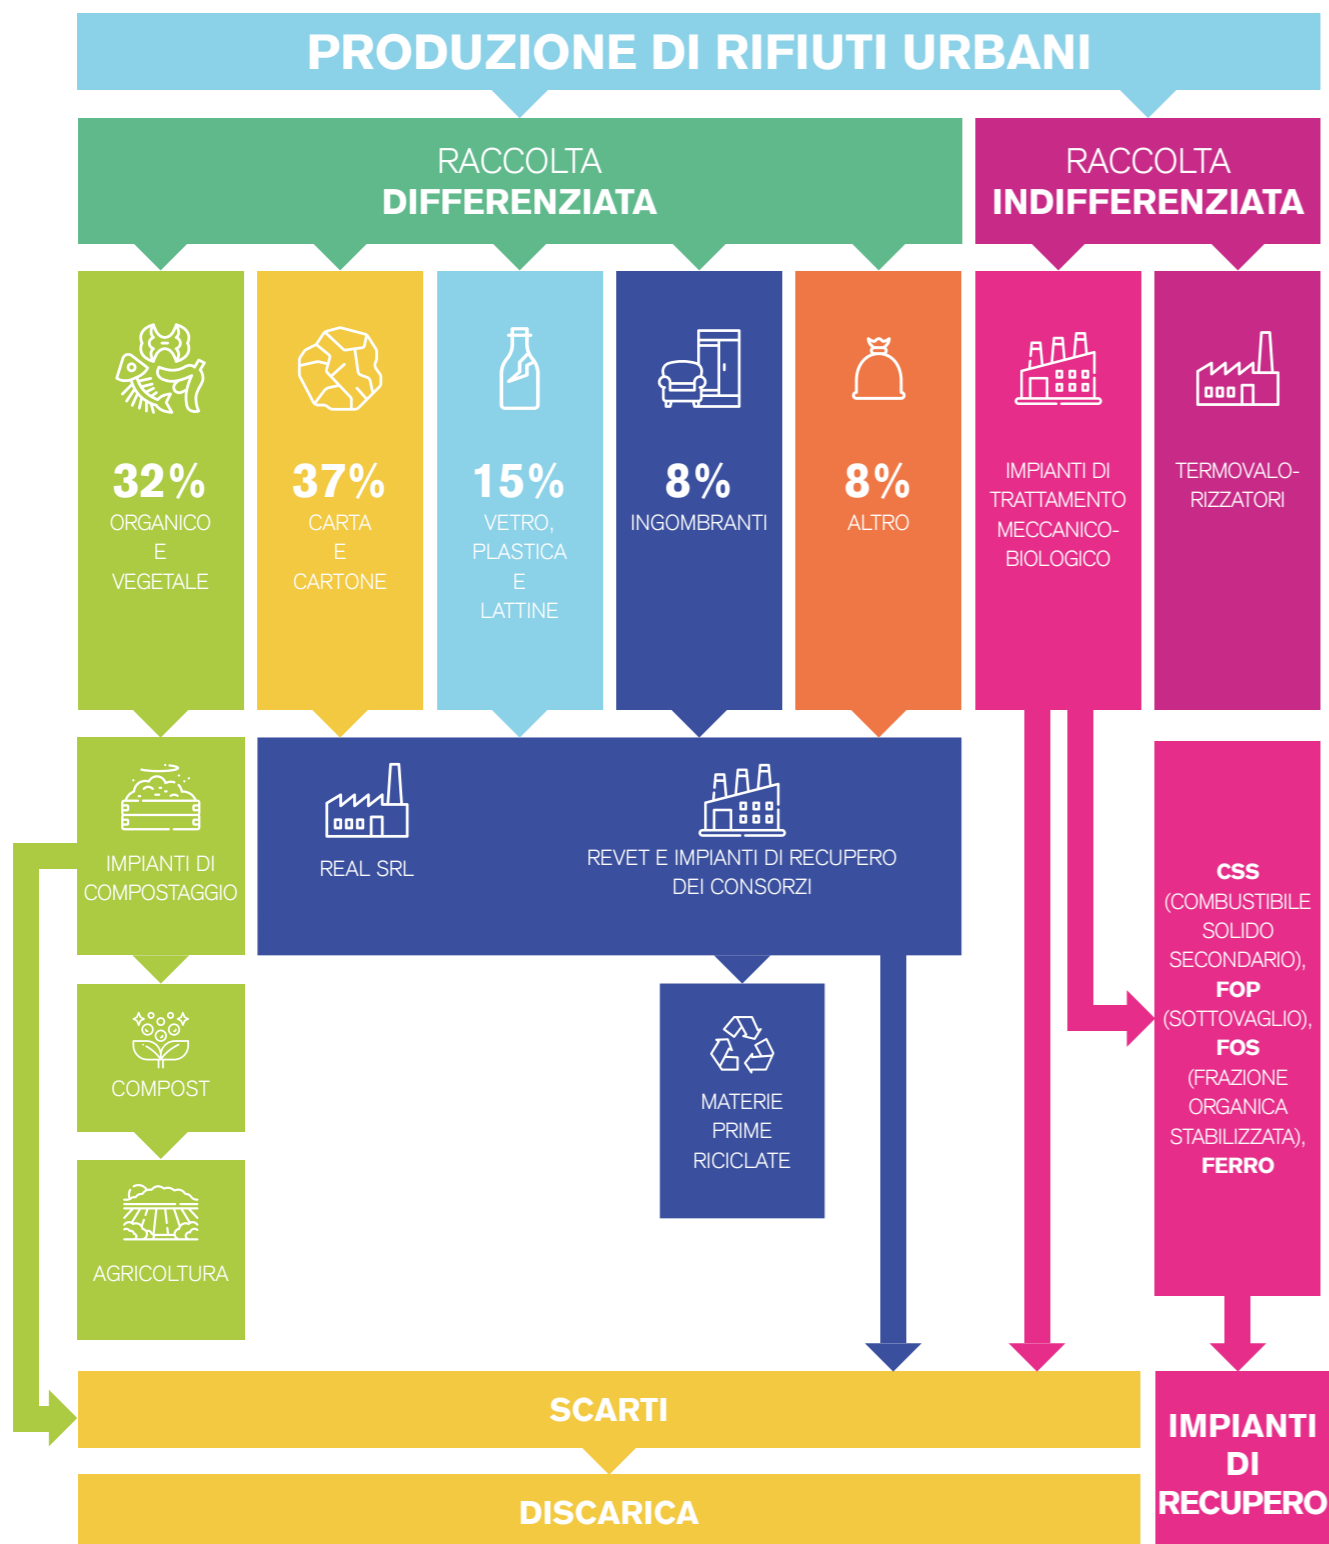 PRODUZIONE DI RIFIUTI URBANI
RACCOLTA
DIFFERENZIATA
RACCOLTA
INDIFFERENZIATA
32%
ORGANICO
E
VEGETALE
37%
CARTA
E
CARTONE
15%
VETRO,
PLASTICA
E
LATTINE
8%
INGOMBRANTI
8%
ALTRO
IMPIANTI DI
TRATTAMENTO
MECCANICO-
BIOLOGICO
TERMOVALO-
RIZZATORI
IMPIANTI DI
COMPOSTAGGIO
REAL SRL
REVET E IMPIANTI DI RECUPERO
DEI CONSORZI
CSS
(COMBUSTIBILE
SOLIDO
SECONDARIO),
FOP
(SOTTOVAGLIO),
FOS
(FRAZIONE
ORGANICA
STABILIZZATA),
FERRO
COMPOST
MATERIE
PRIME
RICICLATE
AGRICOLTURA
SCARTI
DISCARICA
IMPIANTI
DI
RECUPERO